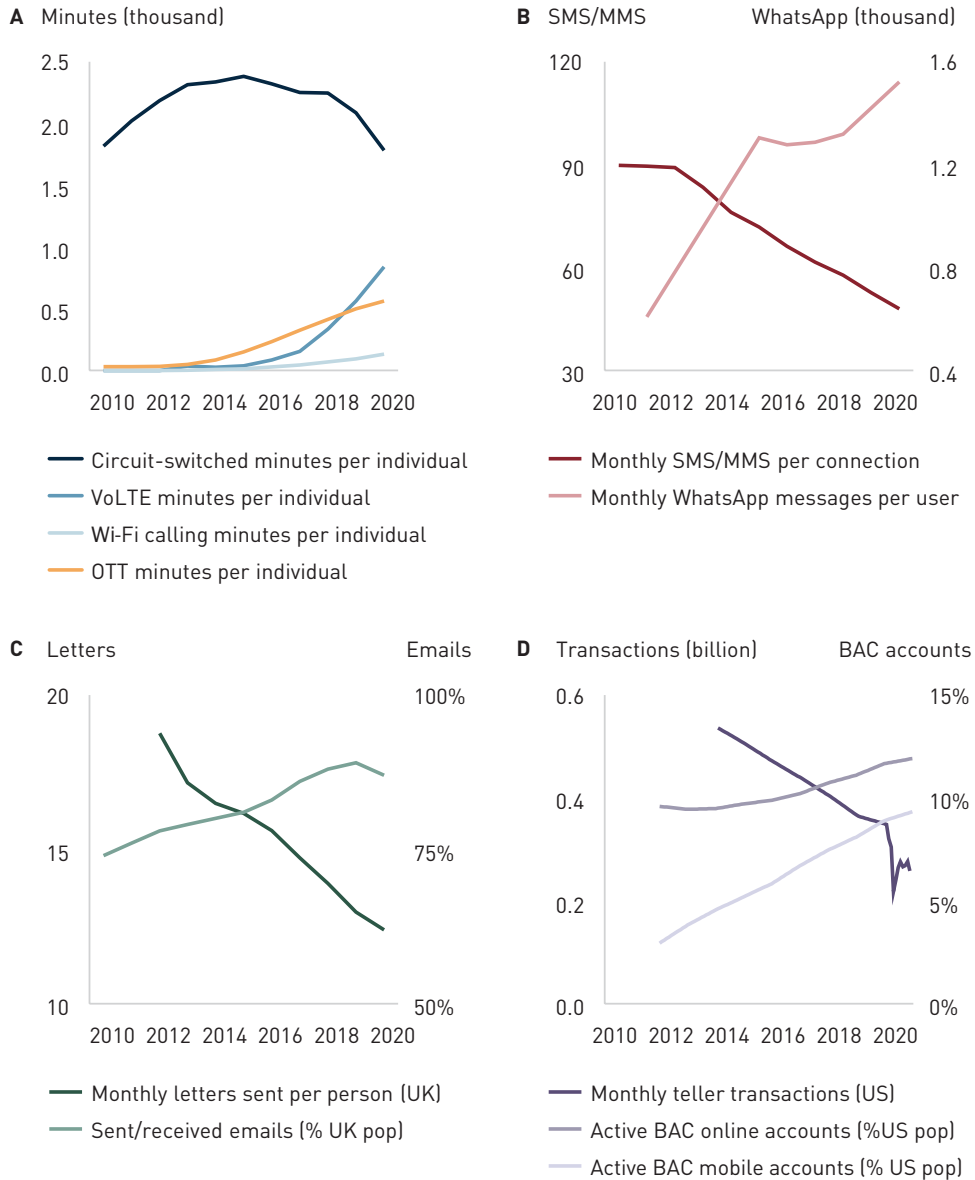 A Minutes (thousand)
2.5
2.0
1.5
1.0
0.5
0.0
2010 2012 2014 2016 2018 2020
Circuit-switched minutes per individual
VoLTE minutes per individual
Wi-Fi calling minutes per individual
OTT minutes per individual
B SMS/MMS WhatsApp (thousand)
120 1.6
90 1.2
60 0.8
30 0.4
2010 2012 2014 2016 2018 2020
Monthly SMS/MMS per connection
Monthly WhatsApp messages per user
C Letters Emails
20 100%
15 75%
10 50%
2010 2012 2014 2016 2018 2020
Monthly letters sent per person (UK)
Sent/received emails (% UK pop)
D Transactions (billion) BAC accounts
0.6 15%
0.4 10%
0.2 5%
0.0 0%
2010 2012 2014 2016 2018 2020
Monthly teller transactions (US)
Active BAC online accounts (%US pop)
Active BAC mobile accounts (% US pop)